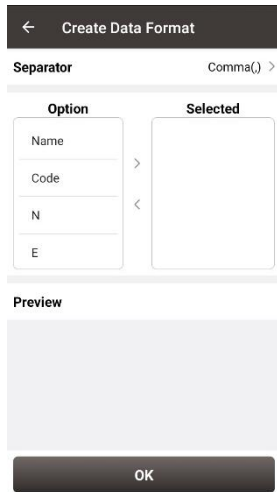 Create Data Format
Separator Comma(,)
Option Selected
Name
Code
N
E
Preview
OK